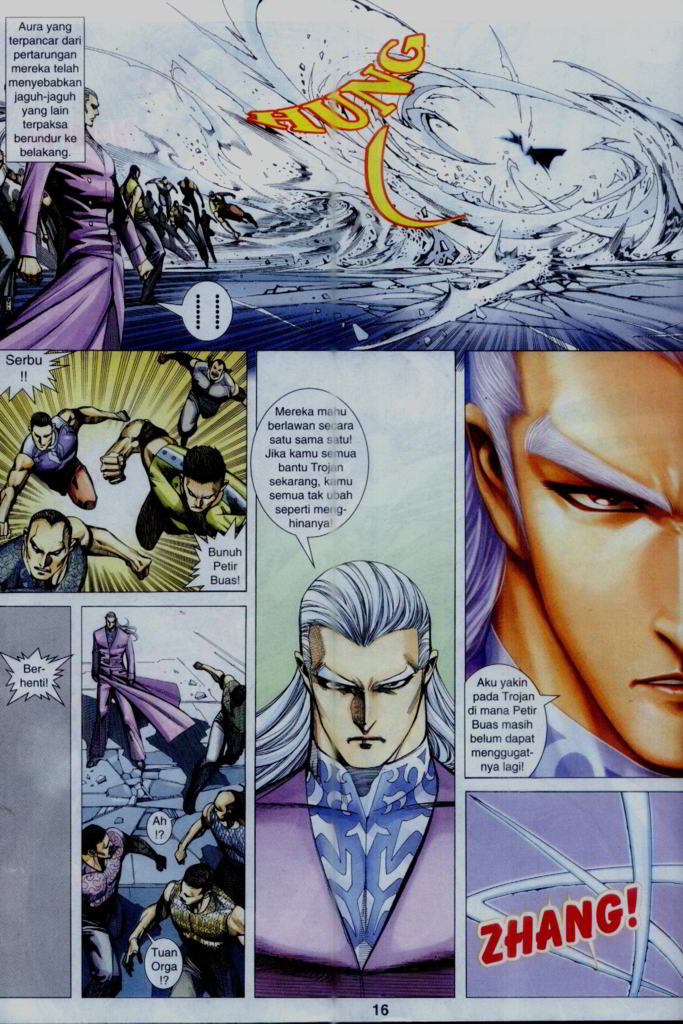 Aura yang
terpancar dari
pertarungan
mereka telah
menyebabkan
jaguh-jaguh
yang lain
terpaksa
berundur ke
belakang.
HUNG
Serbu
!!
Bunuh
Petir
Buas!
Mereka mahu
berlawan secara
satu sama satu!
Jika kamu semua
bantu Trojan
sekarang, kamu
semua tak ubah
seperti meng-
hinanya!
Aku yakin
pada Trojan
di mana Petir
Buas masih
belum dapat
menggugat-
nya lagi!
Ber-
henti!
Ah
!?
Tuan
Orga
!?
ZHANG!
16